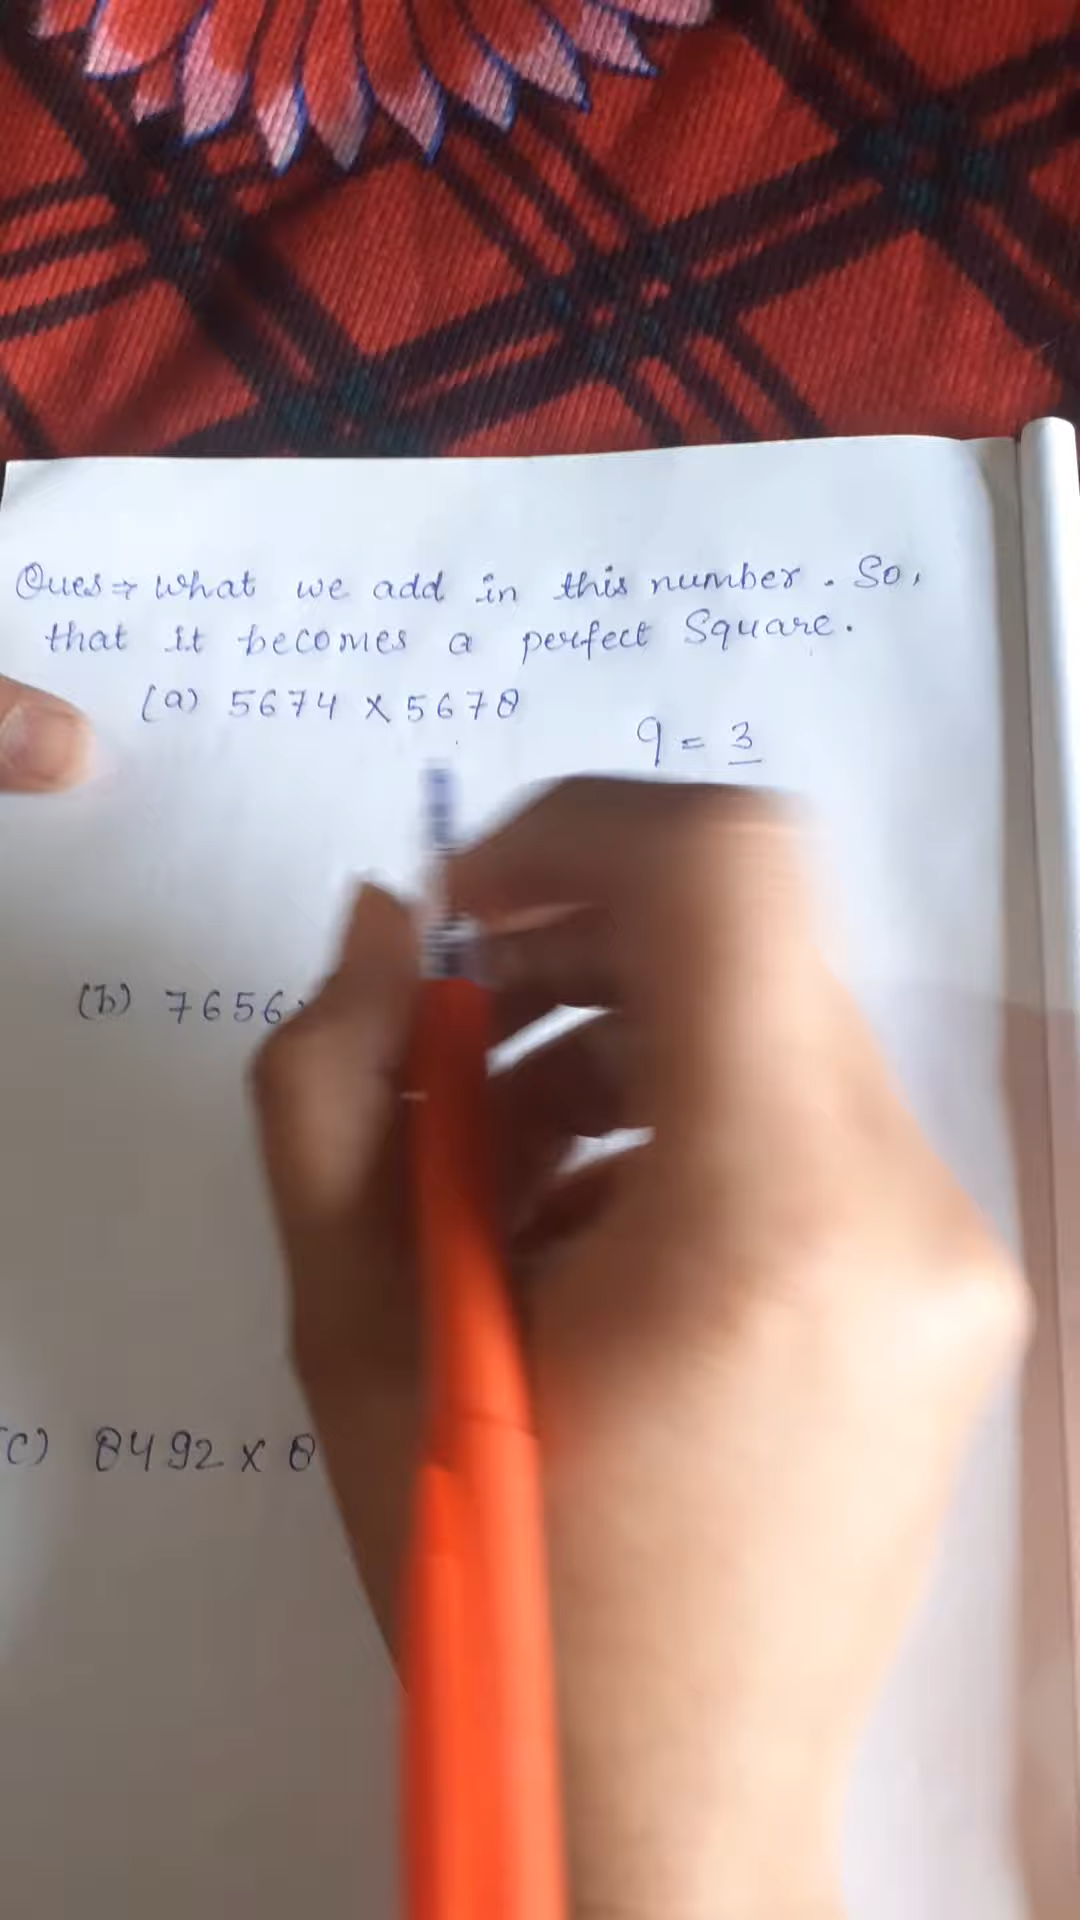 Ques → What we add in this number. So,
that it becomes a perfect Square.
(a) 5674 x 5678
9 = 3
(b) 7656
(C) 8492 x 8